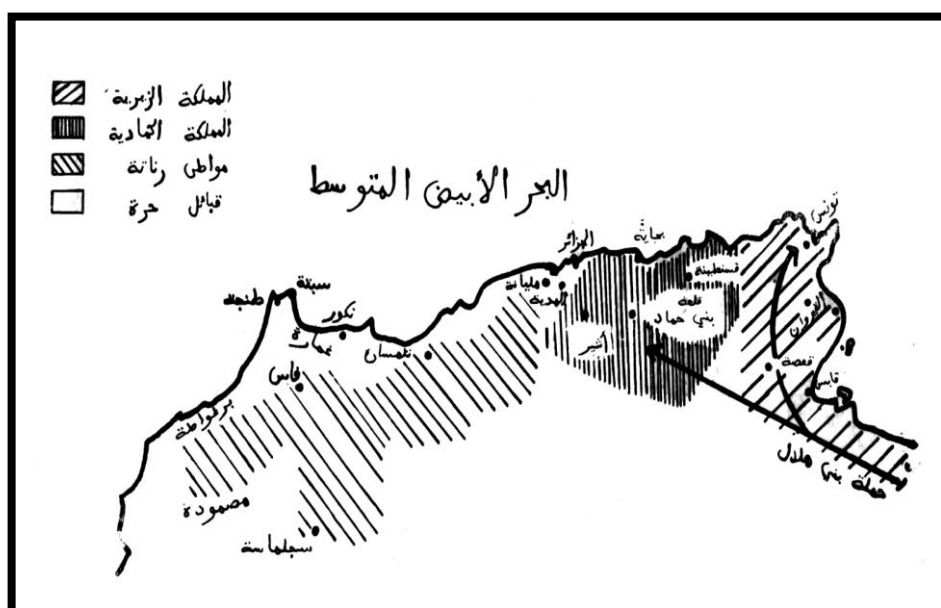 المملكة الزيرية
المملكة الحمادية
مواطن زناتة
قبائل حرة
البحر الأبيض المتوسط
تونس
بجاية
الجزائر
قسنطينة
مليانة
المدية
سبتة
طنجة
القيروان
قلعة
بني حماد
نكور
أشير
غمارة
تلمسان
قفصة
فاس
قابس
برغواطة
حملة بني هلال
مصمودة
سجلماسة